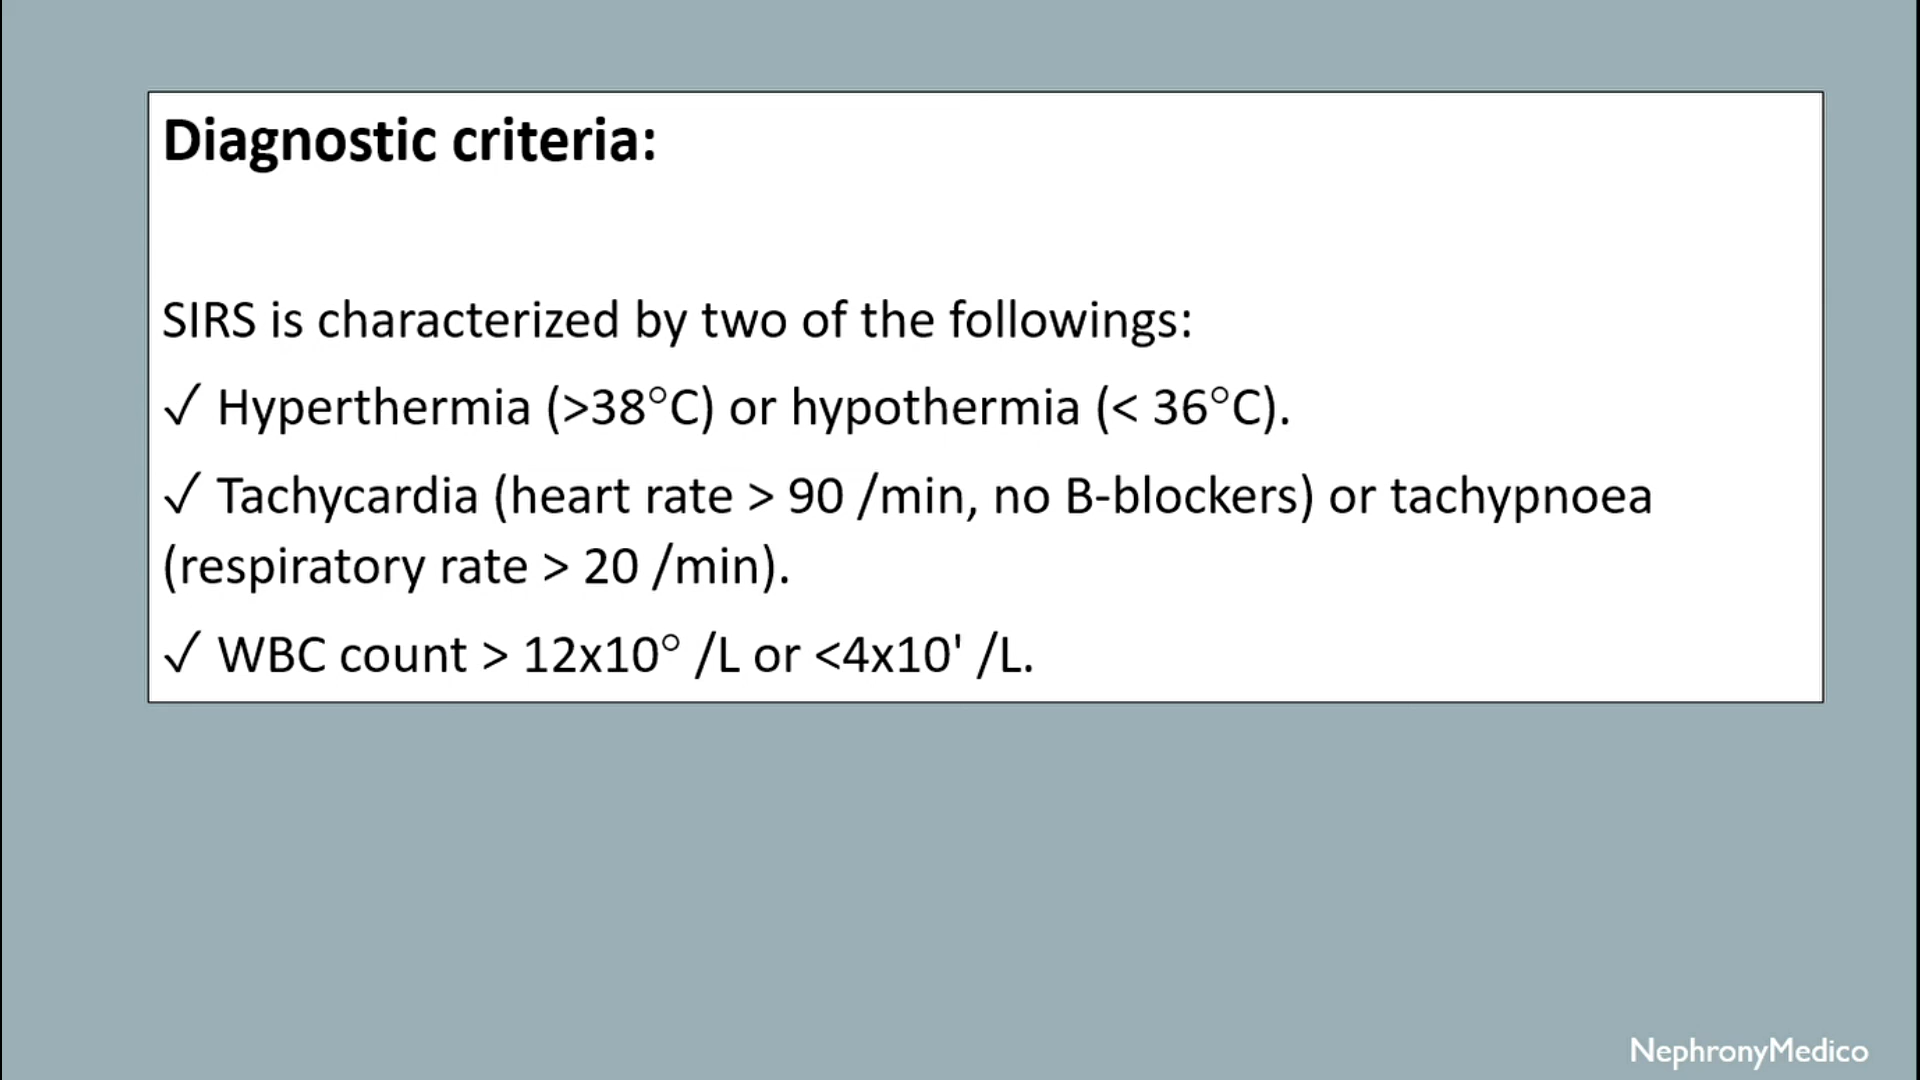 Diagnostic criteria:
SIRS is characterized by two of the followings:
✓ Hyperthermia (>38°C) or hypothermia (< 36°C).
✓ Tachycardia (heart rate > 90 /min, no B-blockers) or tachypnoea
(respiratory rate > 20 /min).
✓ WBC count > 12x10° /L or <4x10' /L.
NephronyMedico